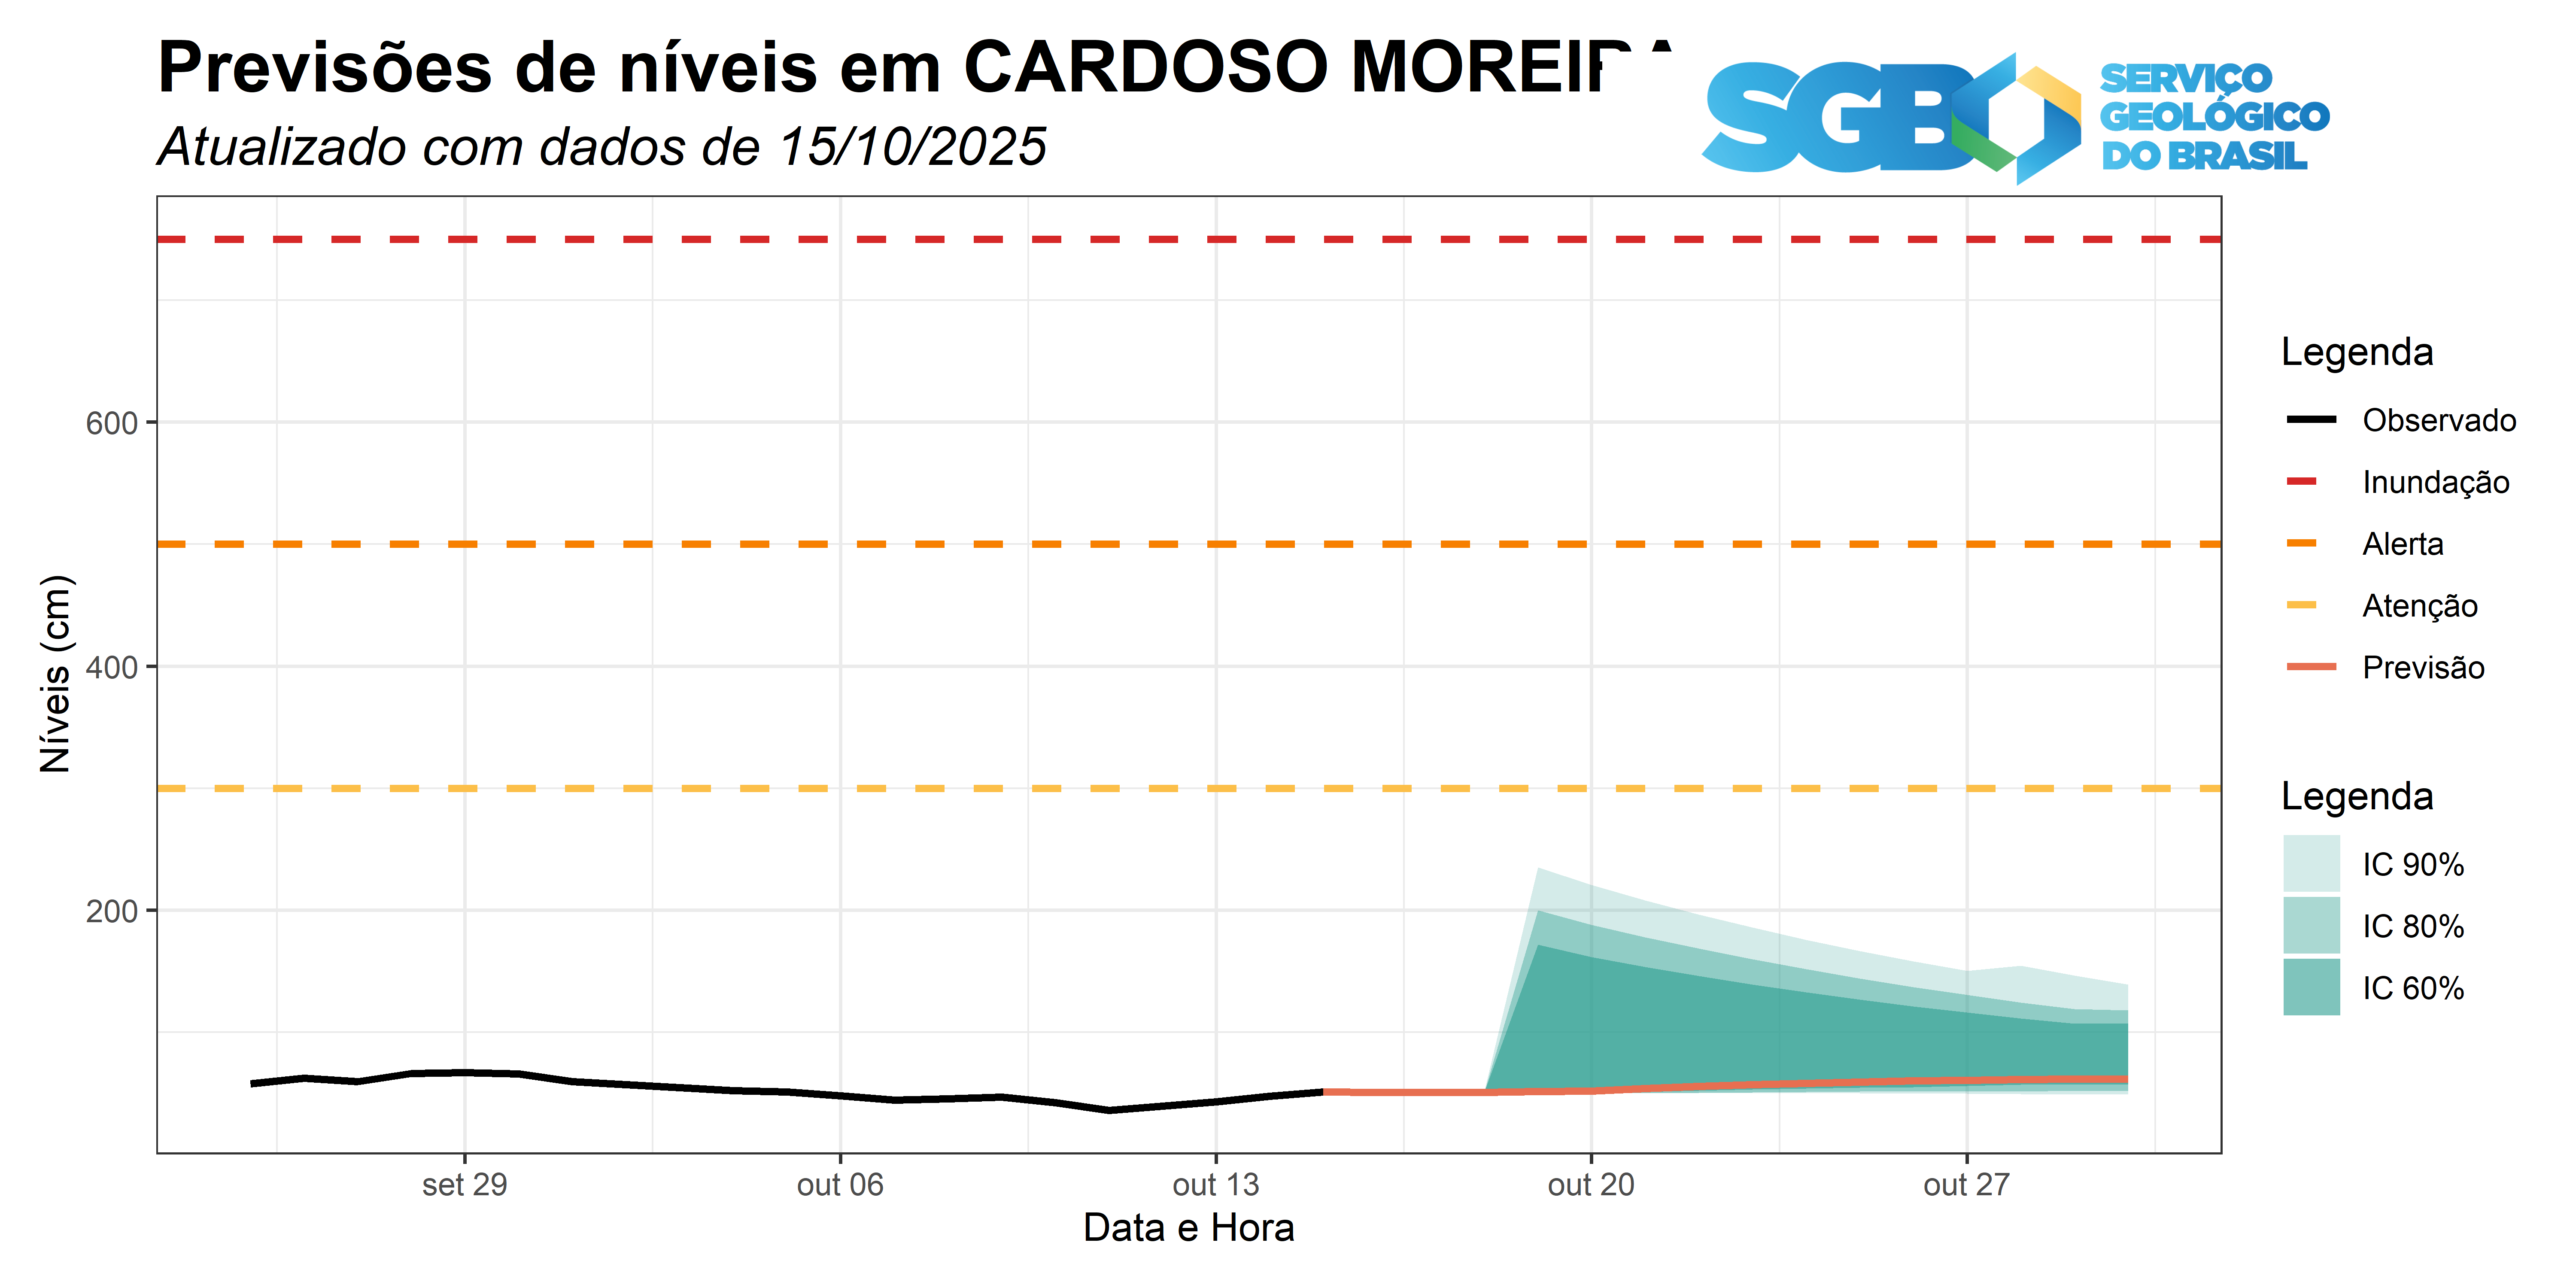 Previsões de níveis em CARDOSO MOREIRA
Atualizado com dados de 15/10/2025
SGB
SERVIÇO
GEOLÓGICO
DO BRASIL
Níveis (cm)
600
400
200
set 29
out 06
out 13
out 20
out 27
Data e Hora
Legenda
Observado
Inundação
Alerta
Atenção
Previsão
Legenda
IC 90%
IC 80%
IC 60%